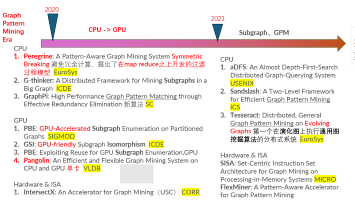 Graph
Pattern
Mining
Era
2020
CPU -> GPU
2021
Subgraph、GPM
CPU
1. Peregrine: A Pattern-Aware Graph Mining System Symmetric
Breaking 避免冗余计算，提出了在map reduce之上开发的过滤
过程模型 EuroSys
2. G-thinker: A Distributed Framework for Mining Subgraphs in a
Big Graph ICDE
3. GraphPi: High Performance Graph Pattern Matching through
Effective Redundancy Elimination 新算法 SC
GPU
1. PBE: GPU-Accelerated Subgraph Enumeration on Partitioned
Graphs SIGMOD
2. GSI: GPU-friendly Subgraph Isomorphism ICDE
3. PBE: Exploiting Reuse for GPU Subgraph Enumeration,GPU
4. Pangolin: An Efficient and Flexible Graph Mining System on
CPU and GPU 单卡 VLDB
Hardware & ISA
1. IntersectX: An Accelerator for Graph Mining（USC） CORR
CPU
1. aDFS: An Almost Depth-First-Search
Distributed Graph-Querying System
USENIX
2. Sandslash: A Two-Level Framework
for Efficient Graph Pattern Mining
ICS
3. Tesseract: Distributed, General
Graph Pattern Mining on Evolving
Graphs 第一个在演化图上执行通用图
挖掘算法的分布式系统 EuroSys
Hardware & ISA
SISA: Set-Centric Instruction Set
Architecture for Graph Mining on
Processing-in-Memory Systems MICRO
FlexMiner: A Pattern-Aware Accelerator
for Graph Pattern Mining